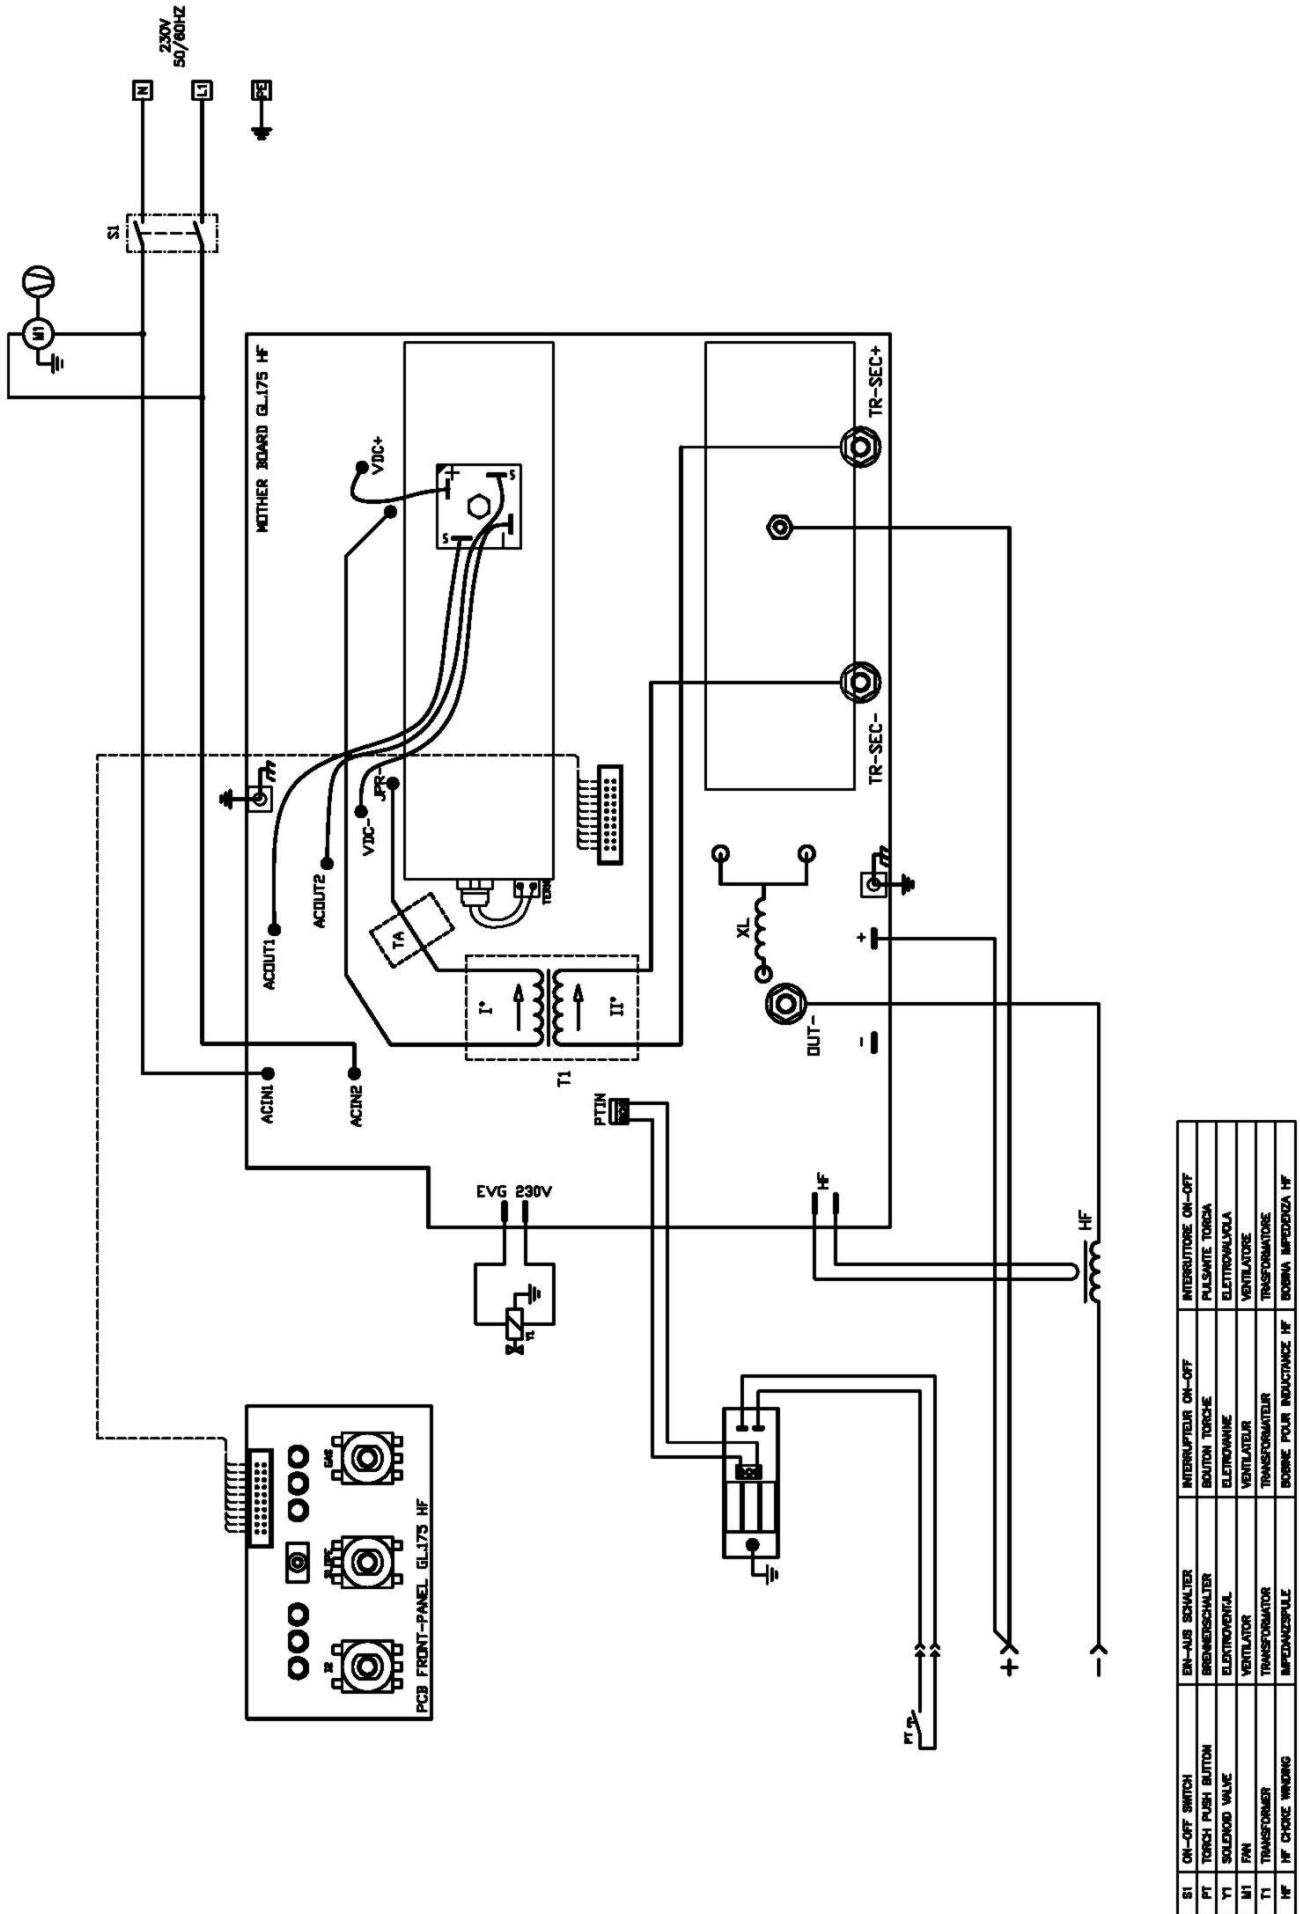 230V
50/60HZ
N
L1
PE
S1
M1
MOTHER BOARD GL.175 HF
VDC+
+
S
S
-
TR-SEC+
TR-SEC-
VDC-
JPR-
ACOUT1
ACOUT2
TERM
TA
XL
I°
II°
T1
+
-
OUT-
ACIN1
ACIN2
PTIN
EVG 230V
Y1
HF
HF
GAS
I2
PCB FRONT-PANEL GL.175 HF
PT
+
-
S1 ON-OFF SWITCH EIN-AUS SCHALTER INTERRUPTEUR ON-OFF INTERRUTTORE ON-OFF
PT TORCH PUSH BUTTON BRENNERSCHALTER BOUTON TORCHE PULSANTE TORCIA
Y1 SOLENOID VALVE ELEKTROVENTIL ELETROVANNE ELETTROVALVOLA
M1 FAN VENTILATOR VENTILATEUR VENTILATORE
T1 TRANSFORMER TRANSFORMATOR TRANSFORMATEUR TRASFORMATORE
HF HF CHOKE WINDING IMPEDANZSPULE BOBINE POUR INDUCTANCE HF BOBINA IMPEDENZA HF